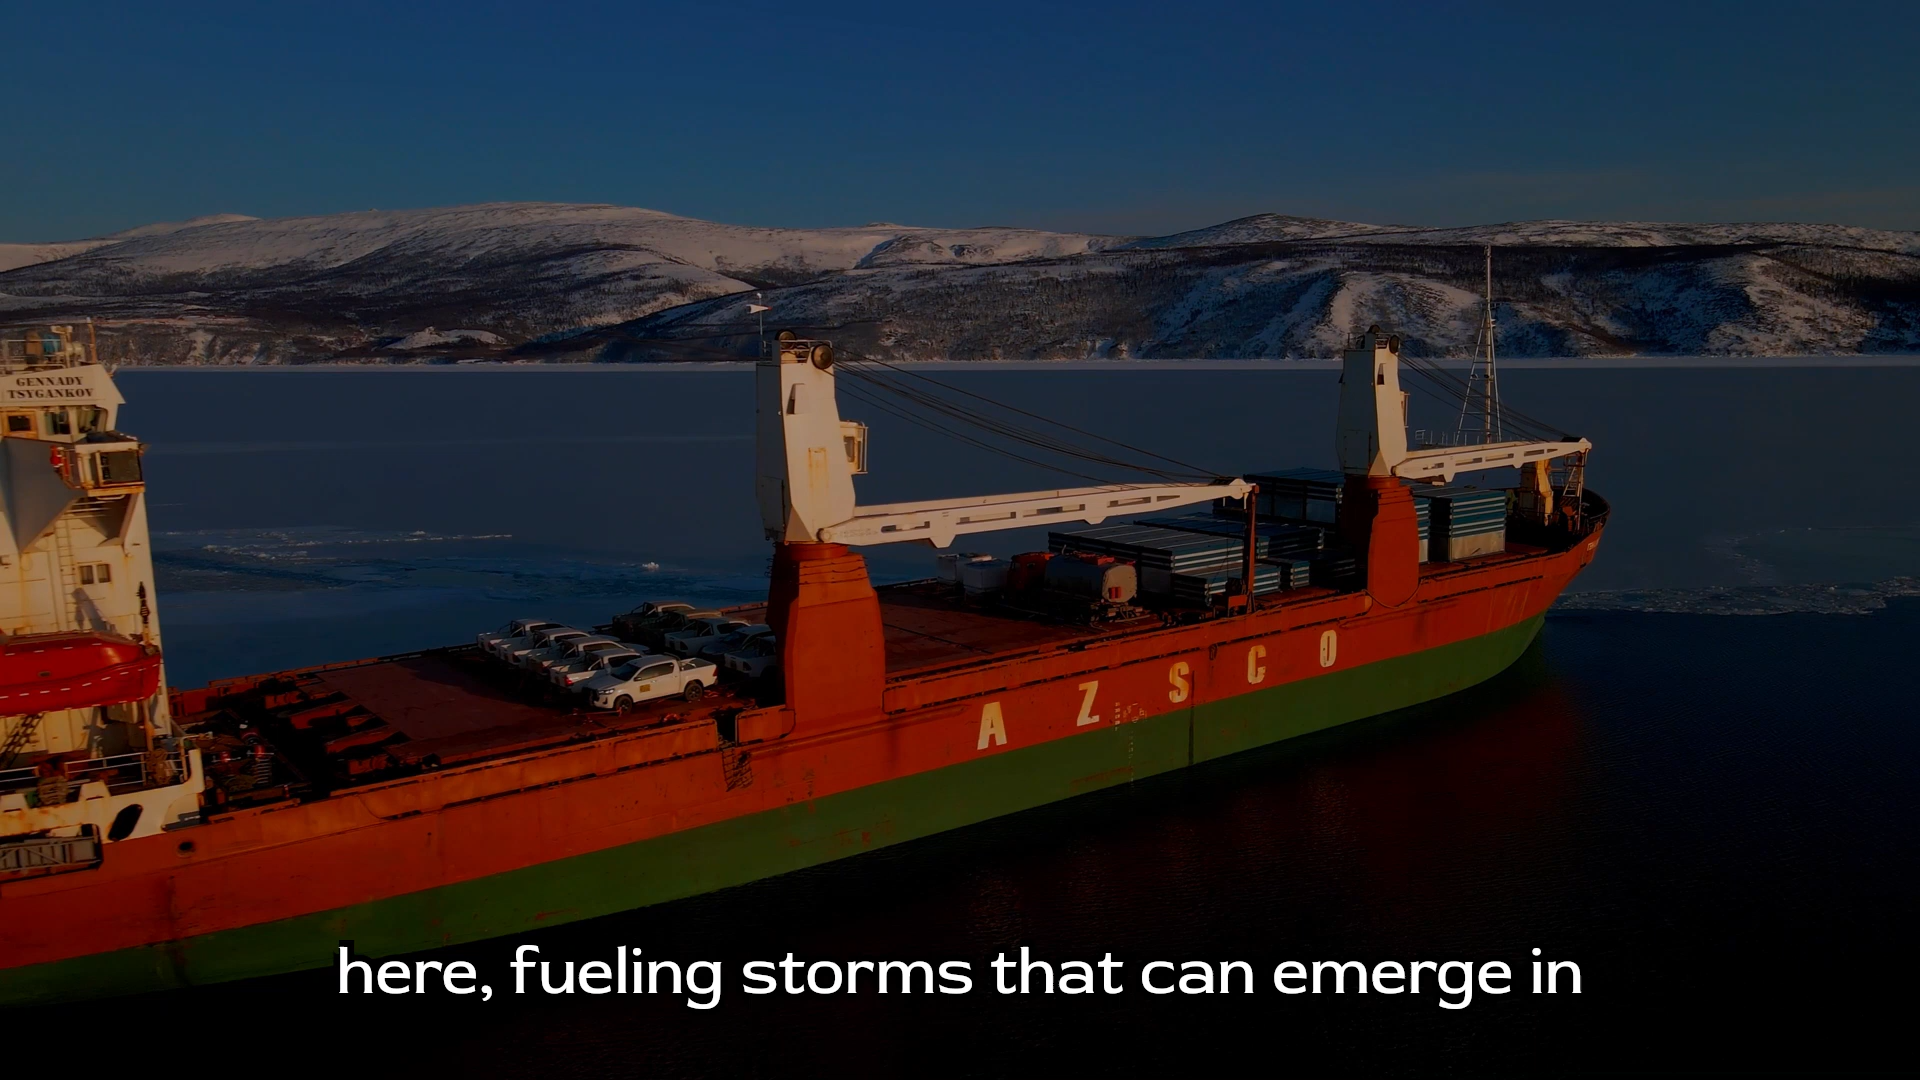 GENNADY
TSYGANKOV
AZSCO
here, fueling storms that can emerge in